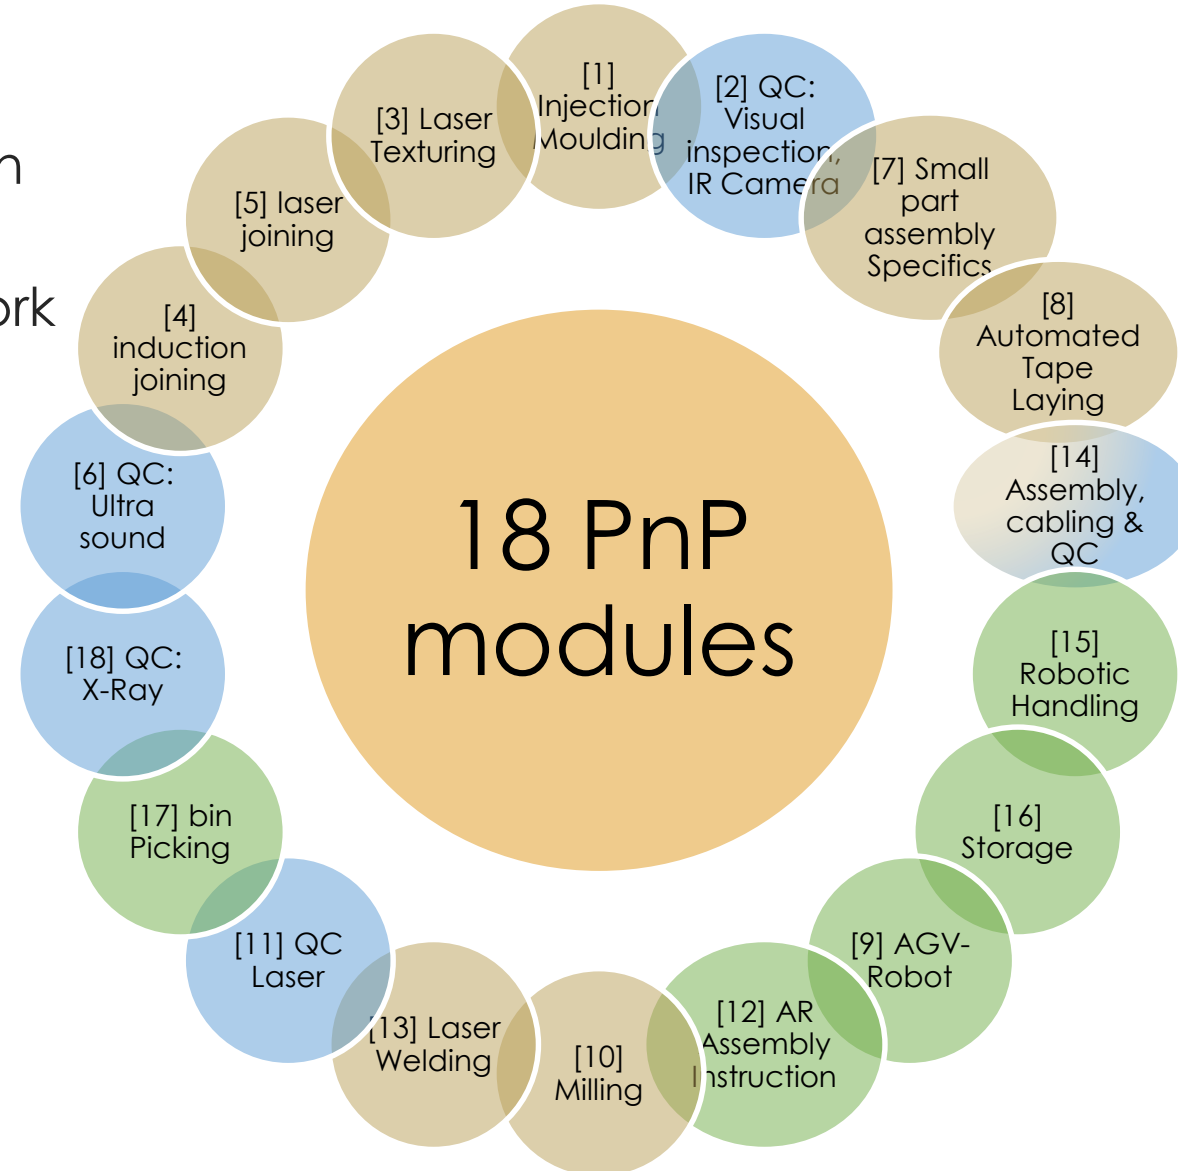 [1]
Injection
Moulding
[2] QC:
Visual
inspection,
IR Camera
[7] Small
part
assembly
Specifics
[8]
Automated
Tape
Laying
[14]
Assembly,
cabling &
QC
[15]
Robotic
Handling
[16]
Storage
[9] AGV-
Robot
[12] AR
Assembly
Instruction
[10]
Milling
[13] Laser
Welding
[11] QC
Laser
[17] bin
Picking
[18] QC:
X-Ray
[6] QC:
Ultra
sound
[4]
induction
joining
[5] laser
joining
[3] Laser
Texturing
18 PnP
modules